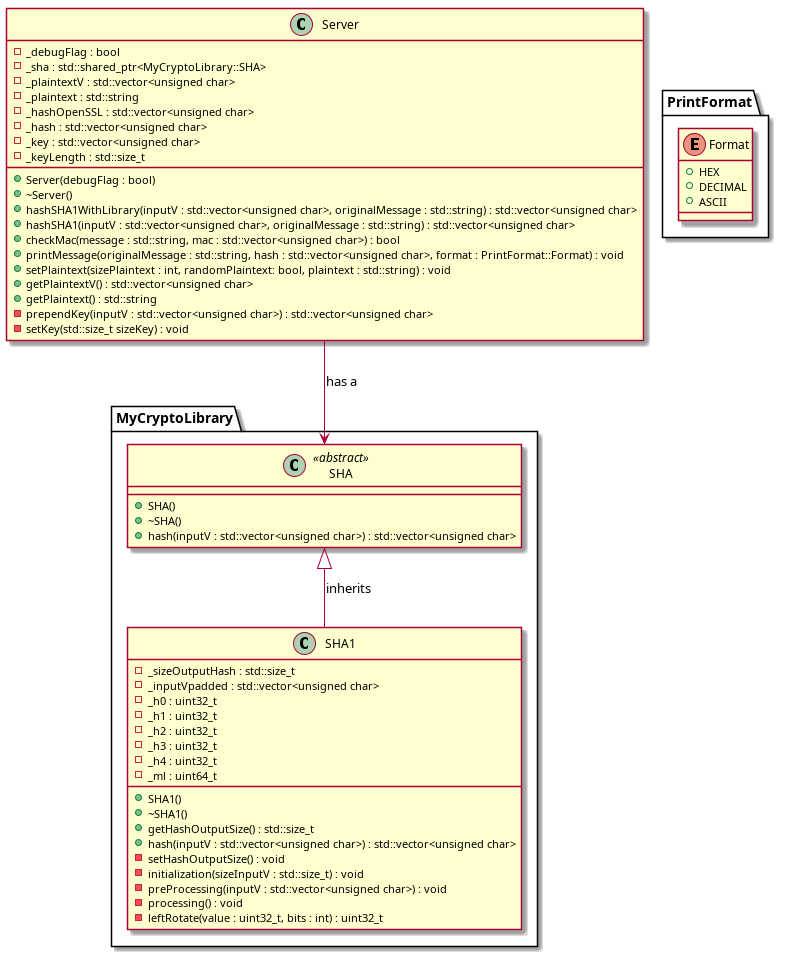 C Server
_debugFlag : bool
_sha : std::shared_ptr<MyCryptoLibrary::SHA>
_plaintextV : std::vector<unsigned char>
_plaintext : std::string
_hashOpenSSL : std::vector<unsigned char>
_hash : std::vector<unsigned char>
_key : std::vector<unsigned char>
_keyLength : std::size_t
Server(debugFlag : bool)
~Server()
hashSHA1WithLibrary(inputV : std::vector<unsigned char>, originalMessage : std::string) : std::vector<unsigned char>
hashSHA1(inputV : std::vector<unsigned char>, originalMessage : std::string) : std::vector<unsigned char>
checkMac(message : std::string, mac : std::vector<unsigned char>) : bool
printMessage(originalMessage : std::string, hash : std::vector<unsigned char>, format : PrintFormat::Format) : void
setPlaintext(sizePlaintext : int, randomPlaintext: bool, plaintext : std::string) : void
getPlaintextV() : std::vector<unsigned char>
getPlaintext() : std::string
prependKey(inputV : std::vector<unsigned char>) : std::vector<unsigned char>
setKey(std::size_t sizeKey) : void
PrintFormat
E Format
HEX
DECIMAL
ASCII
has a
MyCryptoLibrary
C «abstract»
SHA
SHA()
~SHA()
hash(inputV : std::vector<unsigned char>) : std::vector<unsigned char>
inherits
C SHA1
_sizeOutputHash : std::size_t
_inputVpadded : std::vector<unsigned char>
_h0 : uint32_t
_h1 : uint32_t
_h2 : uint32_t
_h3 : uint32_t
_h4 : uint32_t
_ml : uint64_t
SHA1()
~SHA1()
getHashOutputSize() : std::size_t
hash(inputV : std::vector<unsigned char>) : std::vector<unsigned char>
setHashOutputSize() : void
initialization(sizeInputV : std::size_t) : void
preProcessing(inputV : std::vector<unsigned char>) : void
processing() : void
leftRotate(value : uint32_t, bits : int) : uint32_t